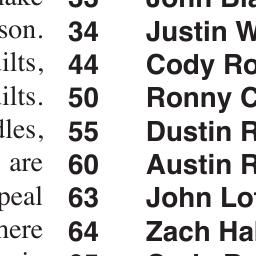 son. 34 Justin W
ilts, 44 Cody Ro
ilts. 50 Ronny C
dles, 55 Dustin R
are 60 Austin R
peal 63 John Lo
here 64 Zach Hal